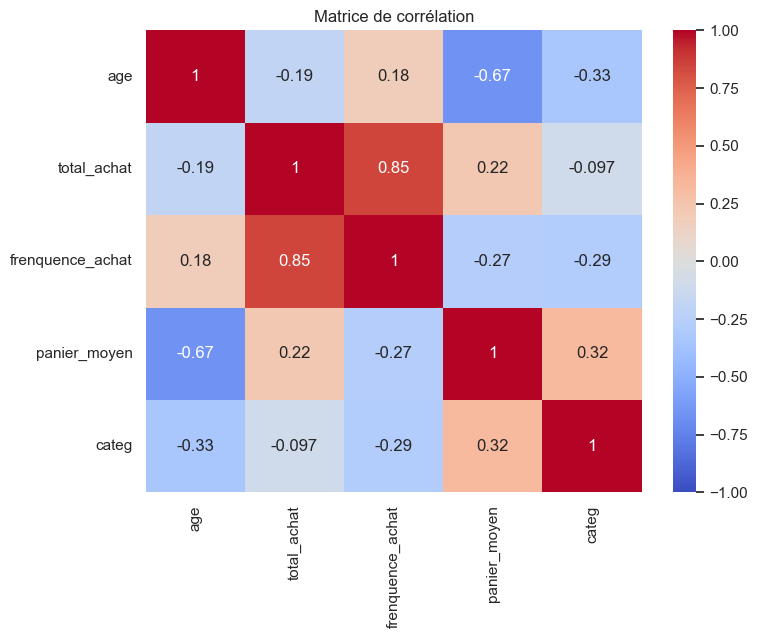 Matrice de corrélation
age 1 -0.19 0.18 -0.67 -0.33
total_achat -0.19 1 0.85 0.22 -0.097
frenquence_achat 0.18 0.85 1 -0.27 -0.29
panier_moyen -0.67 0.22 -0.27 1 0.32
categ -0.33 -0.097 -0.29 0.32 1
age total_achat frenquence_achat panier_moyen categ
1.00
0.75
0.50
0.25
0.00
−0.25
−0.50
−0.75
−1.00